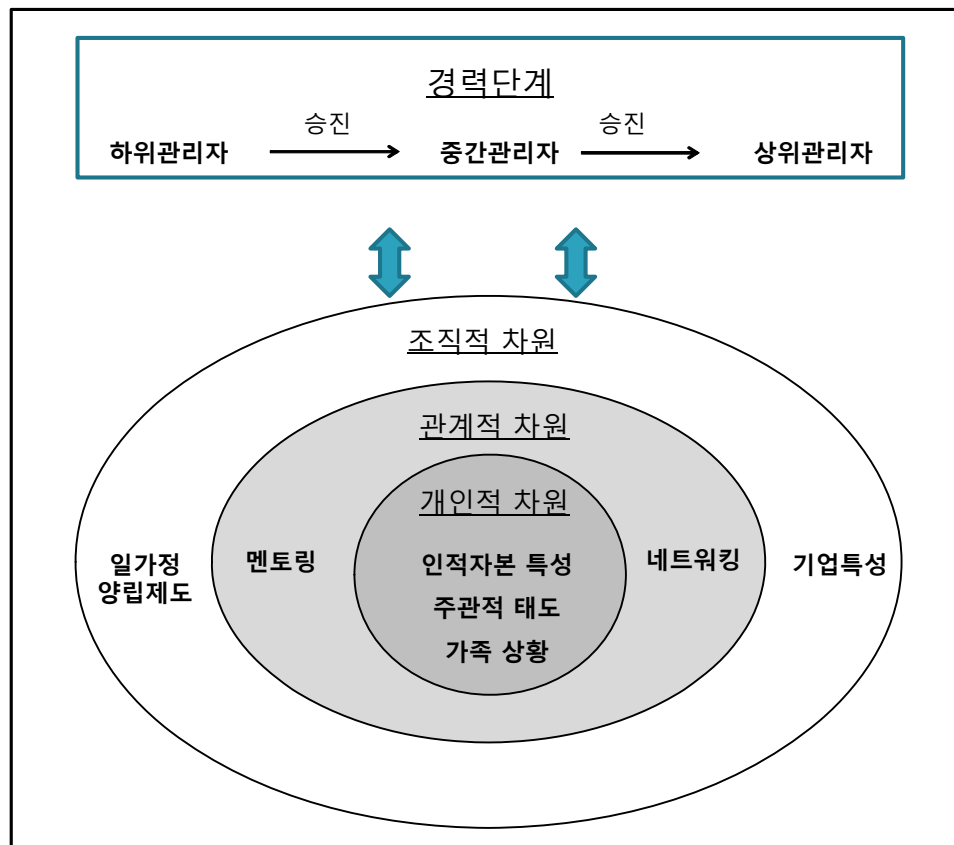 경력단계
승진 승진
하위관리자 중간관리자 상위관리자
조직적 차원
관계적 차원
개인적 차원
일가정
양립제도
멘토링
인적자본 특성
주관적 태도
가족 상황
네트워킹
기업특성